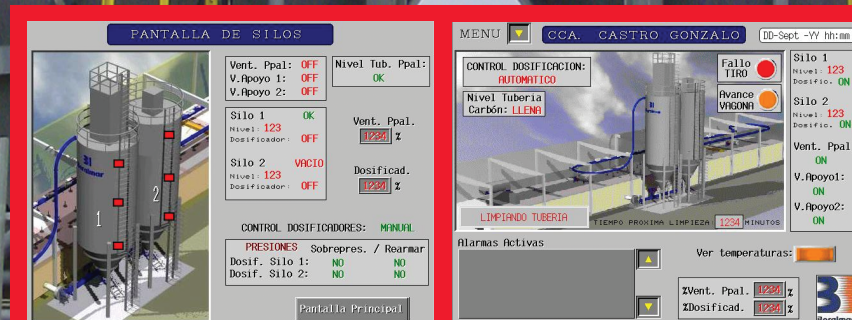 PANTALLA DE SILOS
Vent. Ppal: OFF
V.Apoyo 1: OFF
V.Apoyo 2: OFF
Nivel Tub. Ppal:
OK
Silo 1 OK
Nivel: 123
Dosificador: OFF
Silo 2 VACIO
Nivel: 123
Dosificador: OFF
Vent. Ppal.
1234 %
Dosificad.
1234 %
1
2
CONTROL DOSIFICADORES: MANUAL
PRESIONES Sobrepres. / Rearmar
Dosif. Silo 1: NO NO
Dosif. Silo 2: NO NO
Pantalla Principal
MENU
CCA. CASTRO GONZALO
DD-Sept -YY hh:mm
CONTROL DOSIFICACION:
AUTOMATICO
Nivel Tuberia
Carbón: LLENA
Fallo
TIRO
Avance
VAGONA
Silo 1
Nivel: 123
Dosific. ON
Silo 2
Nivel: 123
Dosific. ON
Vent. Ppal
ON
V.Apoyo1:
ON
V.Apoyo2:
ON
LIMPIANDO TUBERIA
TIEMPO PROXIMA LIMPIEZA: 1234 MINUTOS
Alarmas Activas
Ver temperaturas:
%Vent. Ppal. 1234 %
%Dosificad. 1234 %